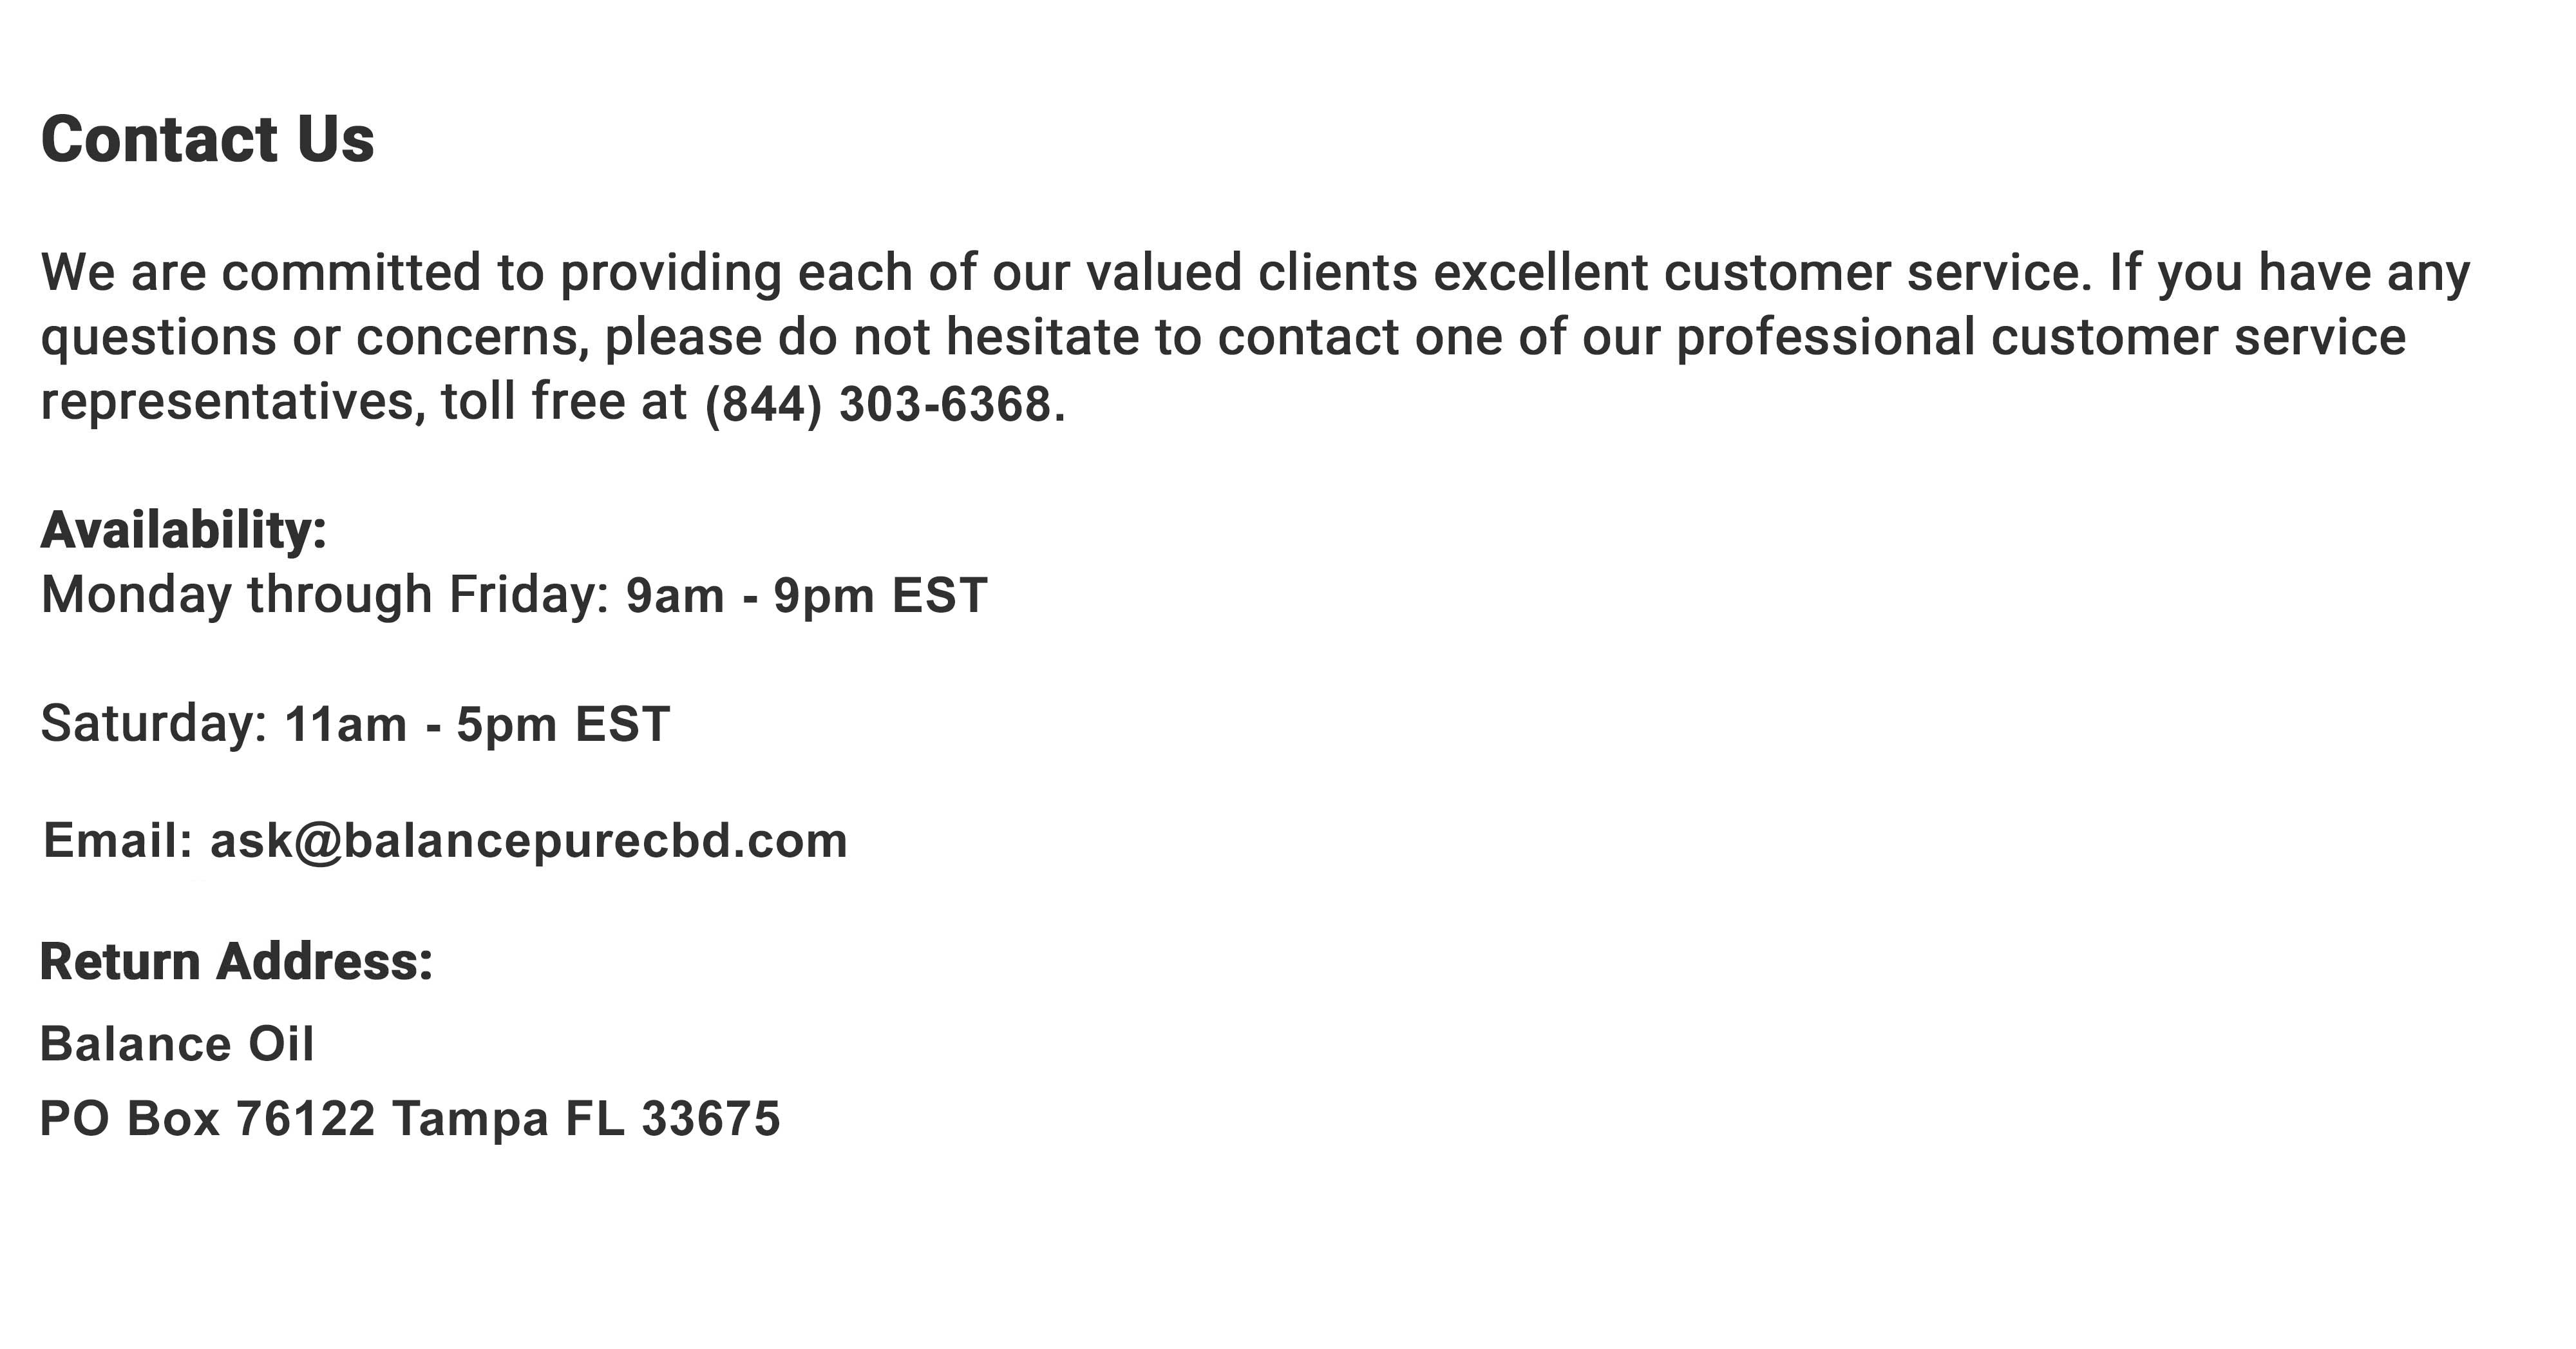 Contact Us
We are committed to providing each of our valued clients excellent customer service. If you have any
questions or concerns, please do not hesitate to contact one of our professional customer service
representatives, toll free at (844) 303-6368.
Availability:
Monday through Friday: 9am - 9pm EST
Saturday: 11am - 5pm EST
Email: ask@balancepurecbd.com
Return Address:
Balance Oil
PO Box 76122 Tampa FL 33675